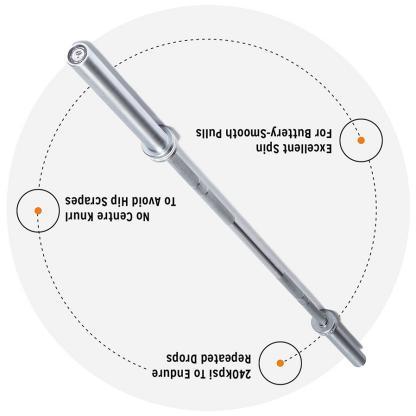 240kpsi To Endure
Repeated Drops
No Centre Knurl
To Avoid Hip Scrapes
Excellent Spin
For Buttery-Smooth Pulls